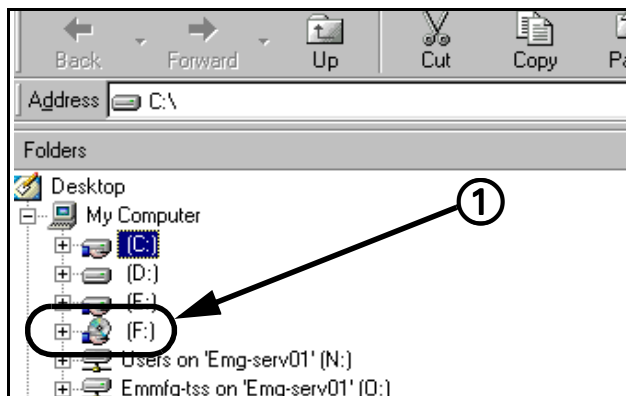 Back Forward Up Cut Copy
Address C:\
Folders
Desktop
1
My Computer
(C:)
(D:)
(E:)
(F:)
Users on 'Emg-serv01' (N:)
Emmfg-tss on 'Emg-serv01' (O:)